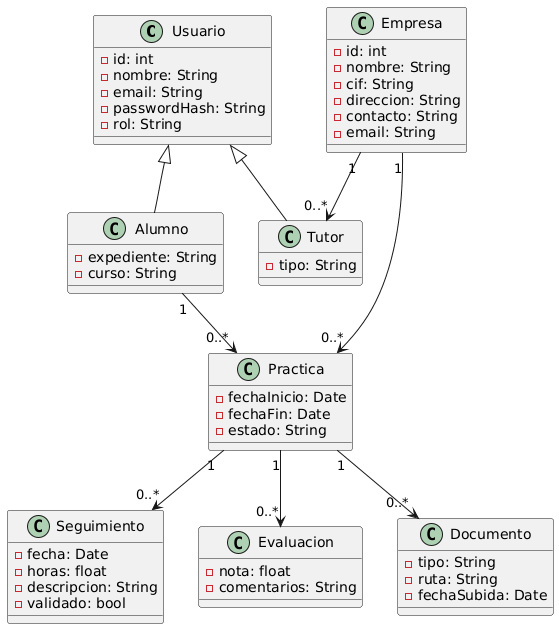 C Usuario
id: int
nombre: String
email: String
passwordHash: String
rol: String
C Empresa
id: int
nombre: String
cif: String
direccion: String
contacto: String
email: String
1
1
0..*
C Alumno
expediente: String
curso: String
C Tutor
tipo: String
1
0..*
0..*
C Practica
fechaInicio: Date
fechaFin: Date
estado: String
1
1
1
0..*
0..*
0..*
C Seguimiento
fecha: Date
horas: float
descripcion: String
validado: bool
C Evaluacion
nota: float
comentarios: String
C Documento
tipo: String
ruta: String
fechaSubida: Date